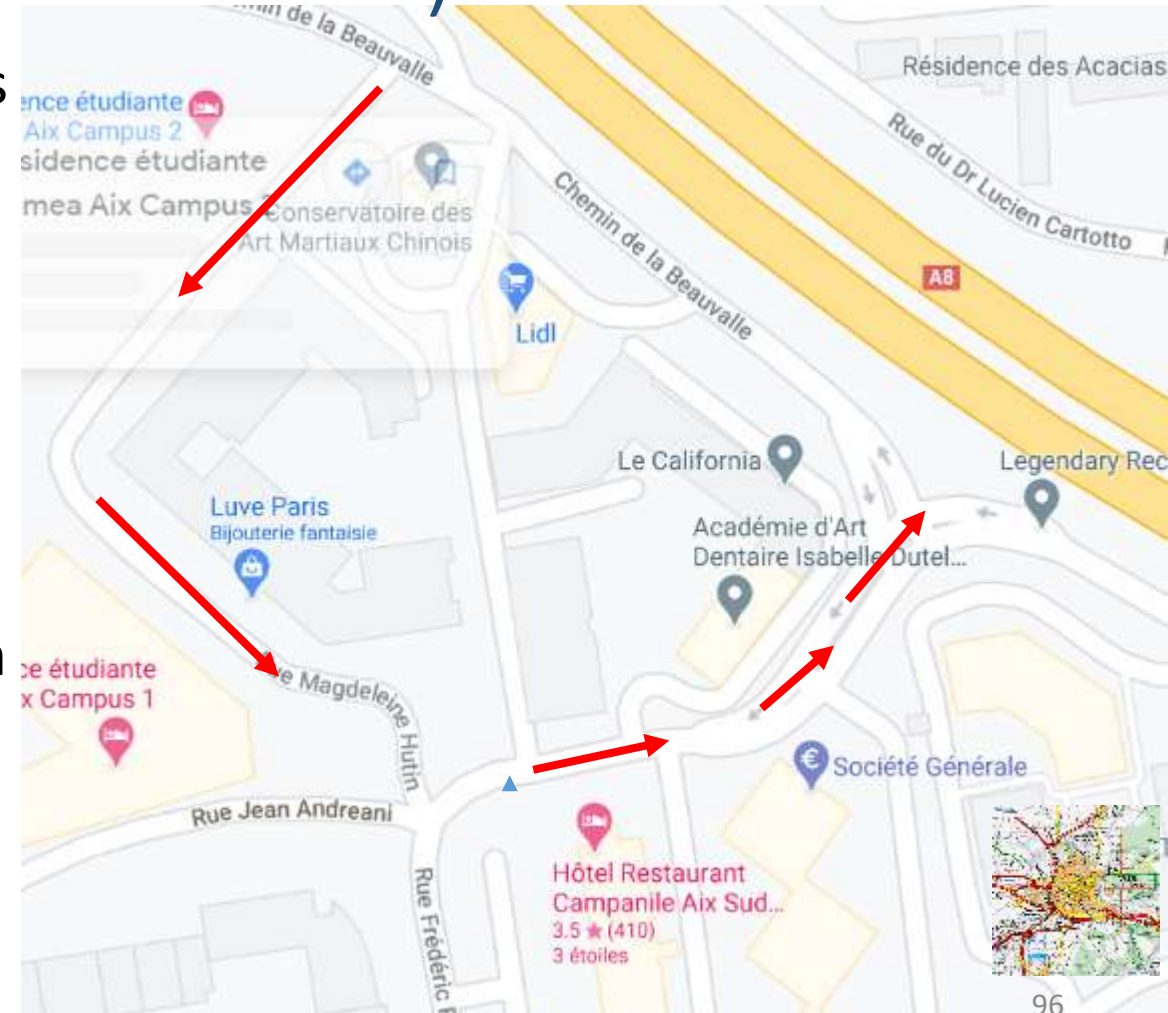 Chemin de la Beauvalle
Résidence des Acacias
étudiante
Aix Campus 2
étudiante
Aix Campus
Conservatoire des
Art Martiaux Chinois
Rue du Dr Lucien Cartotto
Chemin de la Beauvalle
A8
Lidl
Le California
Legendary Rec
Luve Paris
Bijouterie fantaisie
Académie d'Art
Dentaire Isabelle Dutel...
étudiante
Campus 1
Magdeleine Hutin
Société Générale
Rue Jean Andreani
Hôtel Restaurant
Campanile Aix Sud...
3.5 ★ (410)
3 étoiles
Rue Frédéric
96